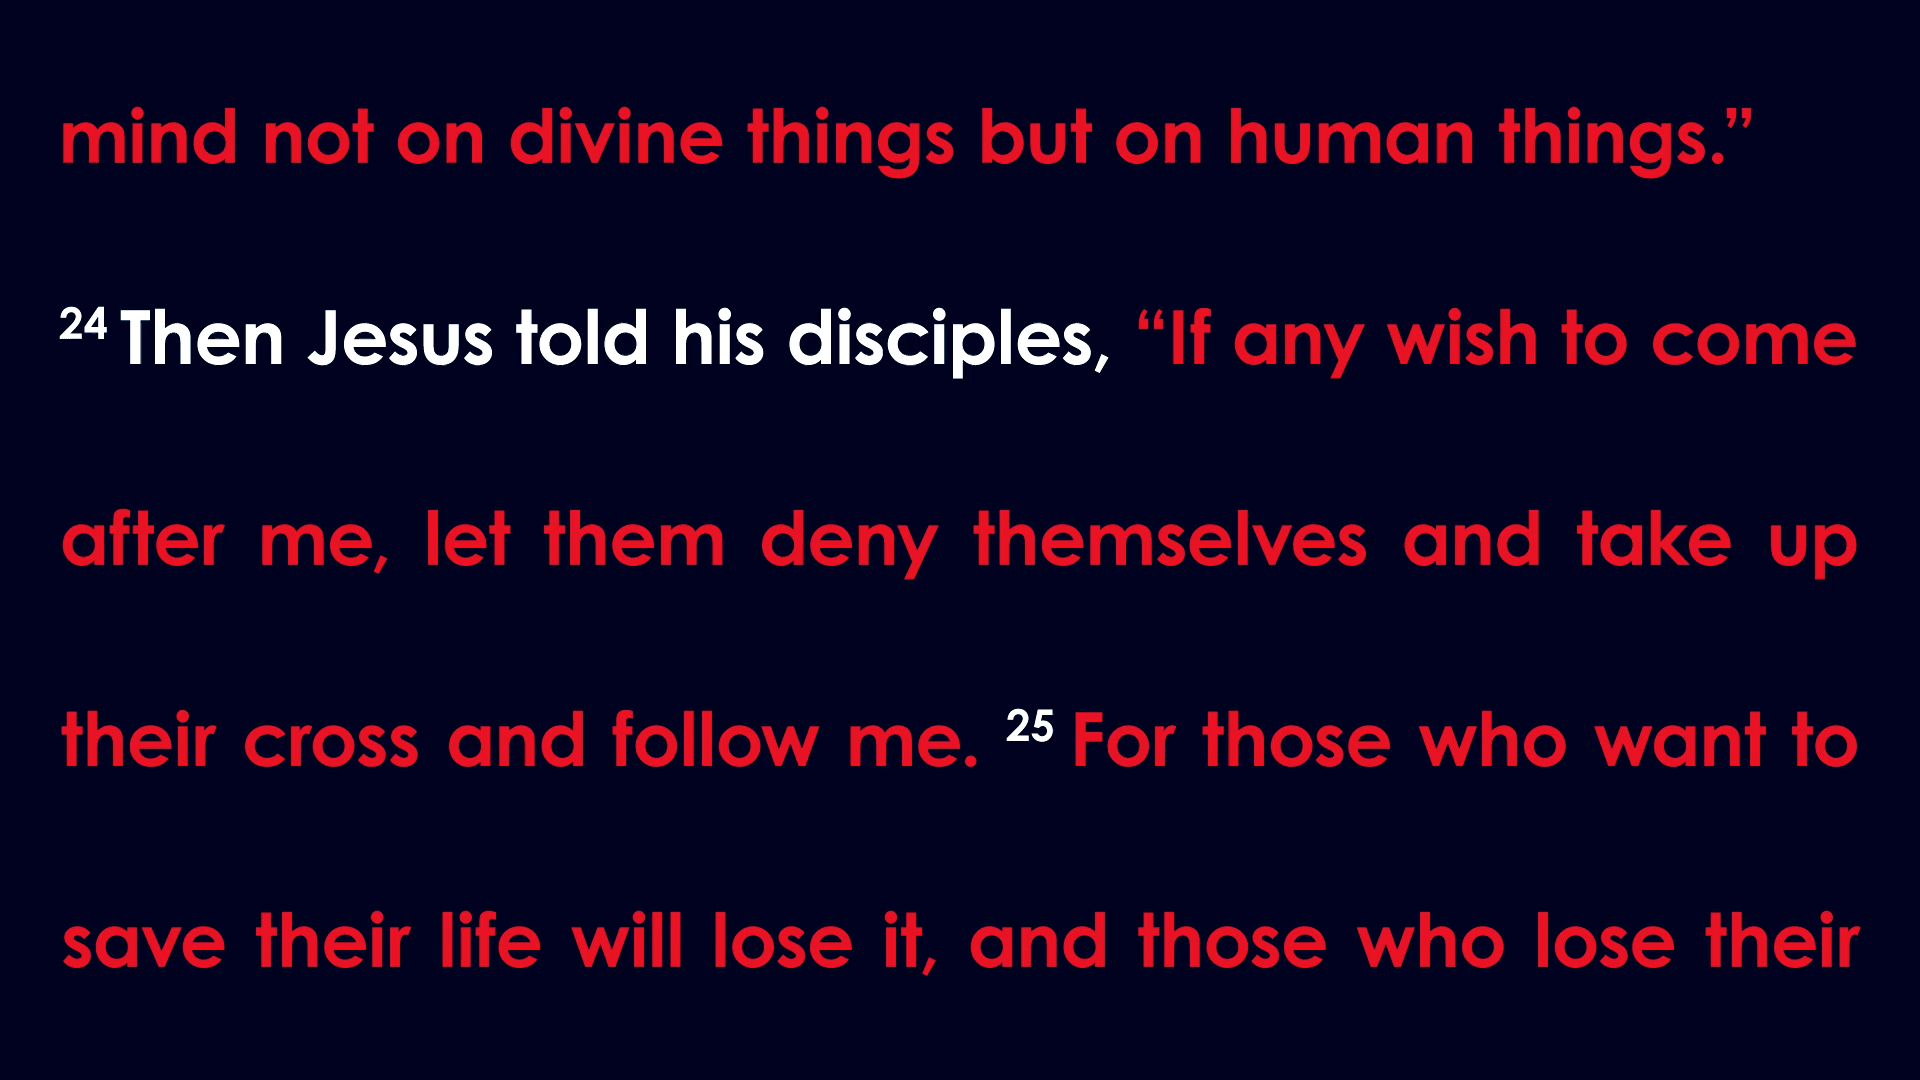 mind not on divine things but on human things.”
24 Then Jesus told his disciples, “If any wish to come
after me, let them deny themselves and take up
their cross and follow me. 25 For those who want to
save their life will lose it, and those who lose their